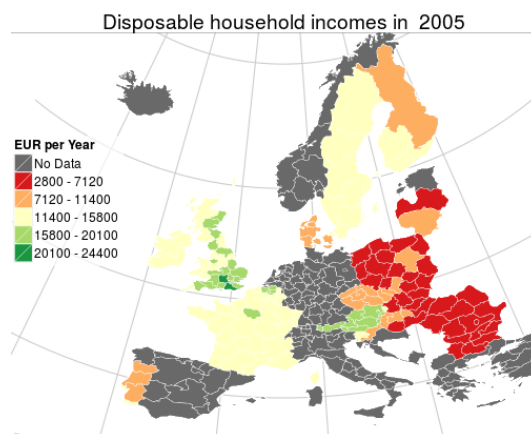 Disposable household incomes in 2005
EUR per Year
No Data
2800 - 7120
7120 - 11400
11400 - 15800
15800 - 20100
20100 - 24400